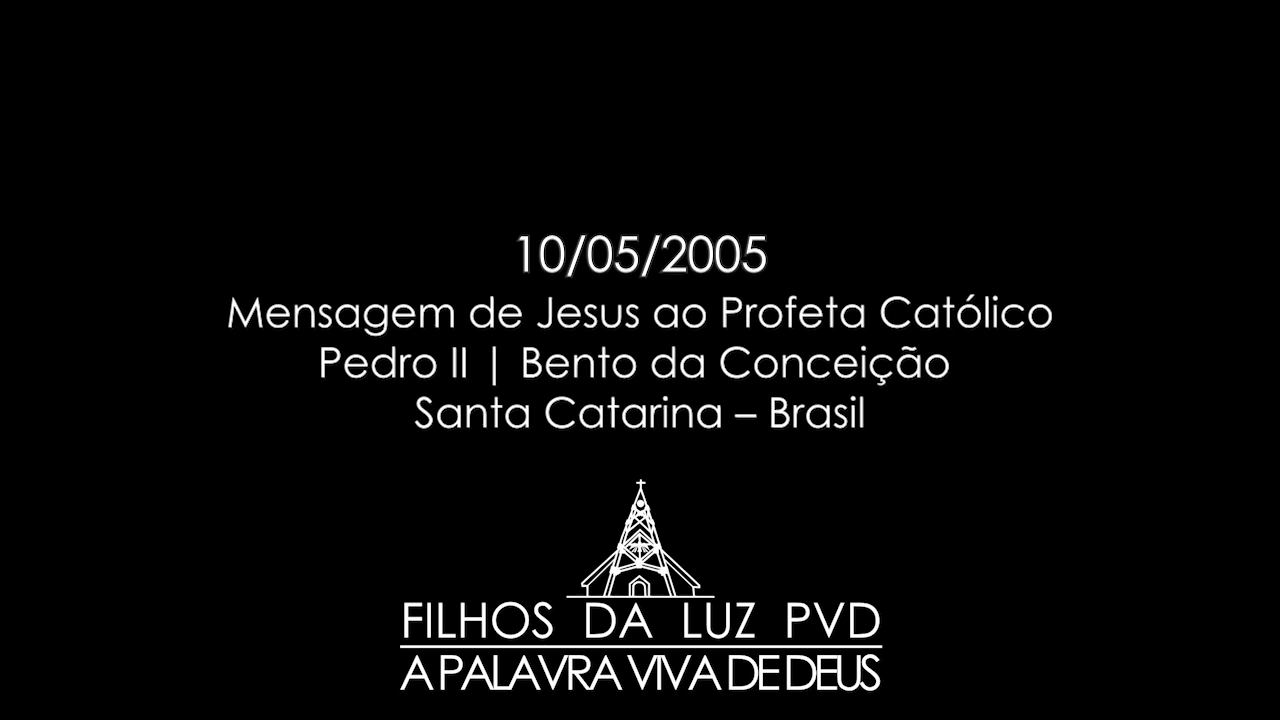 10/05/2005
Mensagem de Jesus ao Profeta Católico
Pedro II | Bento da Conceição
Santa Catarina – Brasil
FILHOS DA LUZ PVD
A PALAVRA VIVA DE DEUS